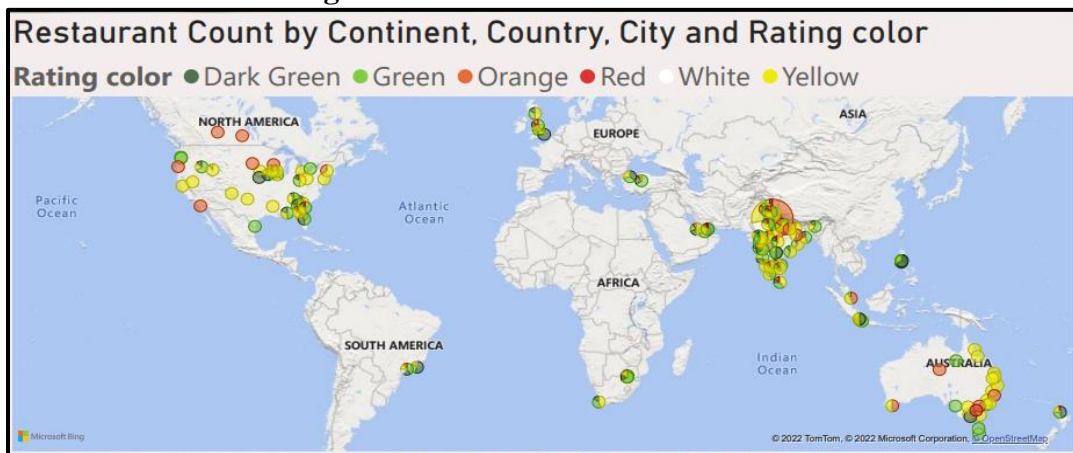 Restaurant Count by Continent, Country, City and Rating color
Rating color Dark Green Green Orange Red White Yellow
NORTH AMERICA
ASIA
EUROPE
Pacific
Ocean
Atlantic
Ocean
AFRICA
SOUTH AMERICA
Indian
Ocean
AUSTRALIA
Microsoft Bing
© 2022 TomTom, © 2022 Microsoft Corporation, © OpenStreetMap